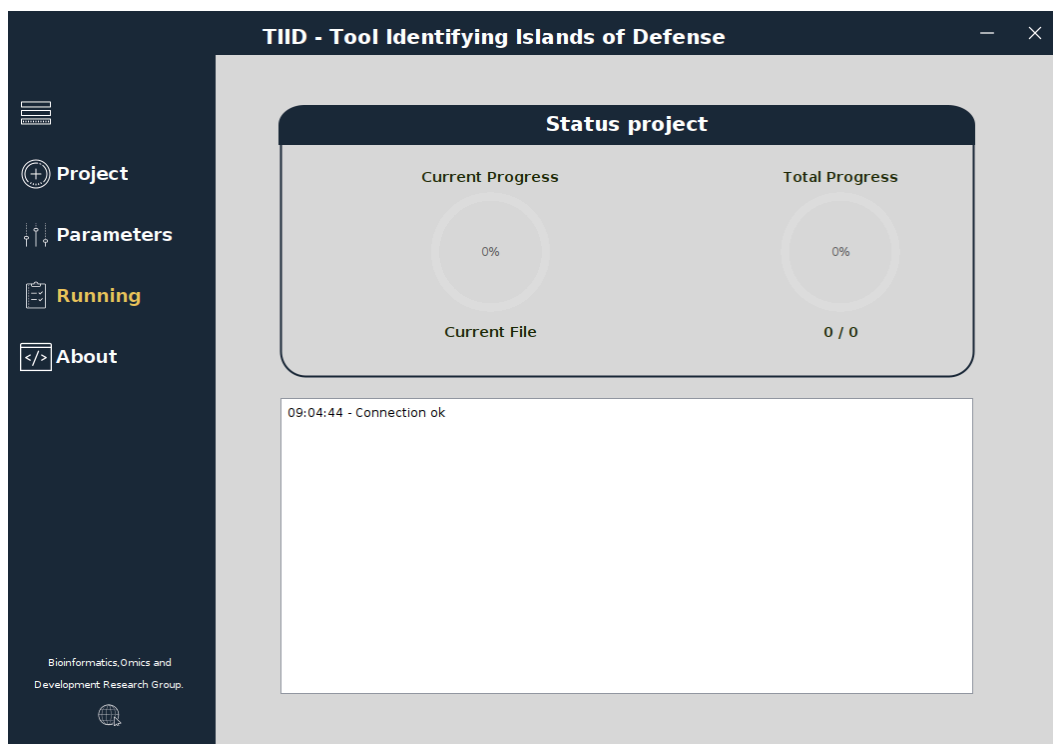 TIID - Tool Identifying Islands of Defense
Project
Parameters
Running
About
Bioinformatics,Omics and
Development Research Group.
Status project
Current Progress
0%
Current File
Total Progress
0%
0 / 0
09:04:44 - Connection ok